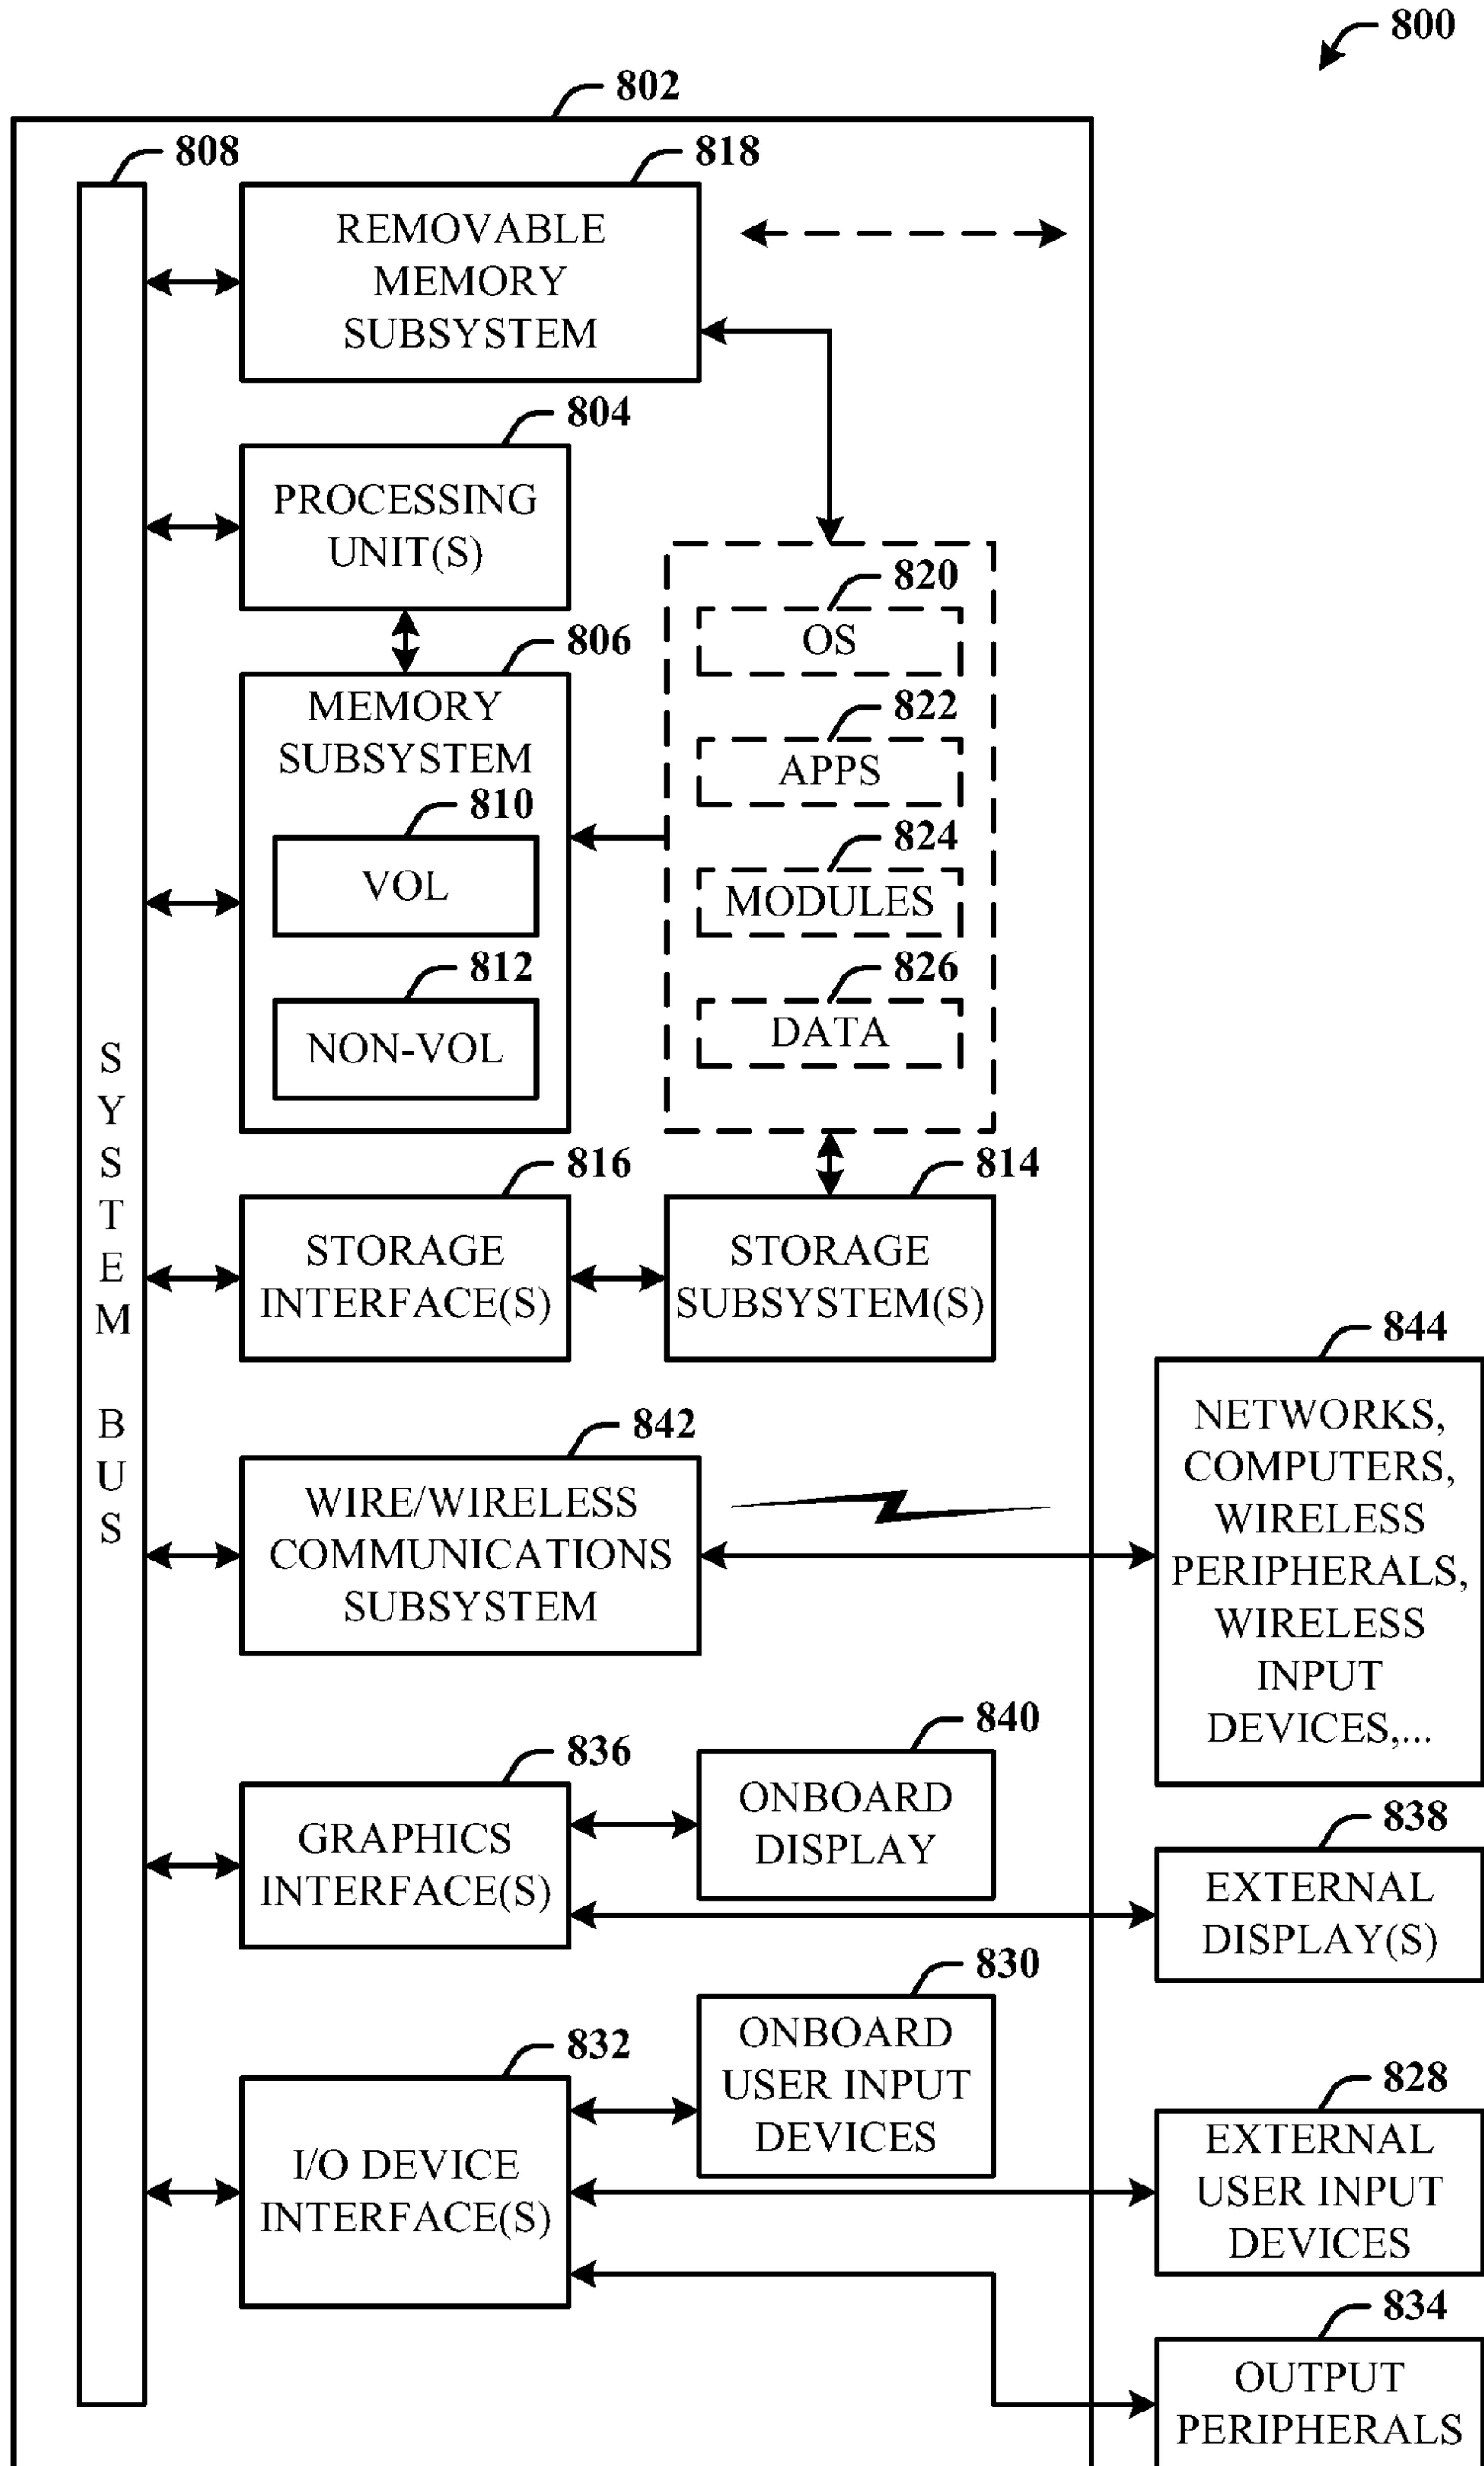 800
802
808
818
REMOVABLE
MEMORY
SUBSYSTEM
804
PROCESSING
UNIT(S)
806
MEMORY
SUBSYSTEM
810
VOL
812
NON-VOL
820
OS
822
APPS
824
MODULES
826
DATA
816
STORAGE
INTERFACE(S)
814
STORAGE
SUBSYSTEM(S)
SYSTEM BUS
842
WIRE/WIRELESS
COMMUNICATIONS
SUBSYSTEM
844
NETWORKS,
COMPUTERS,
WIRELESS
PERIPHERALS,
WIRELESS
INPUT
DEVICES,...
836
GRAPHICS
INTERFACE(S)
840
ONBOARD
DISPLAY
838
EXTERNAL
DISPLAY(S)
832
I/O DEVICE
INTERFACE(S)
830
ONBOARD
USER INPUT
DEVICES
828
EXTERNAL
USER INPUT
DEVICES
834
OUTPUT
PERIPHERALS